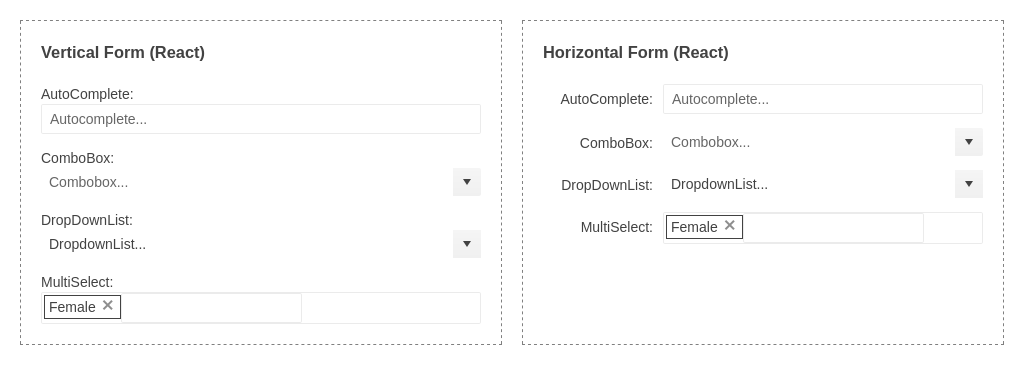 Vertical Form (React)
AutoComplete:
Autocomplete...
ComboBox:
Combobox...
DropDownList:
DropdownList...
MultiSelect:
Female ✕
Horizontal Form (React)
AutoComplete: Autocomplete...
ComboBox: Combobox...
DropDownList: DropdownList...
MultiSelect: Female ✕